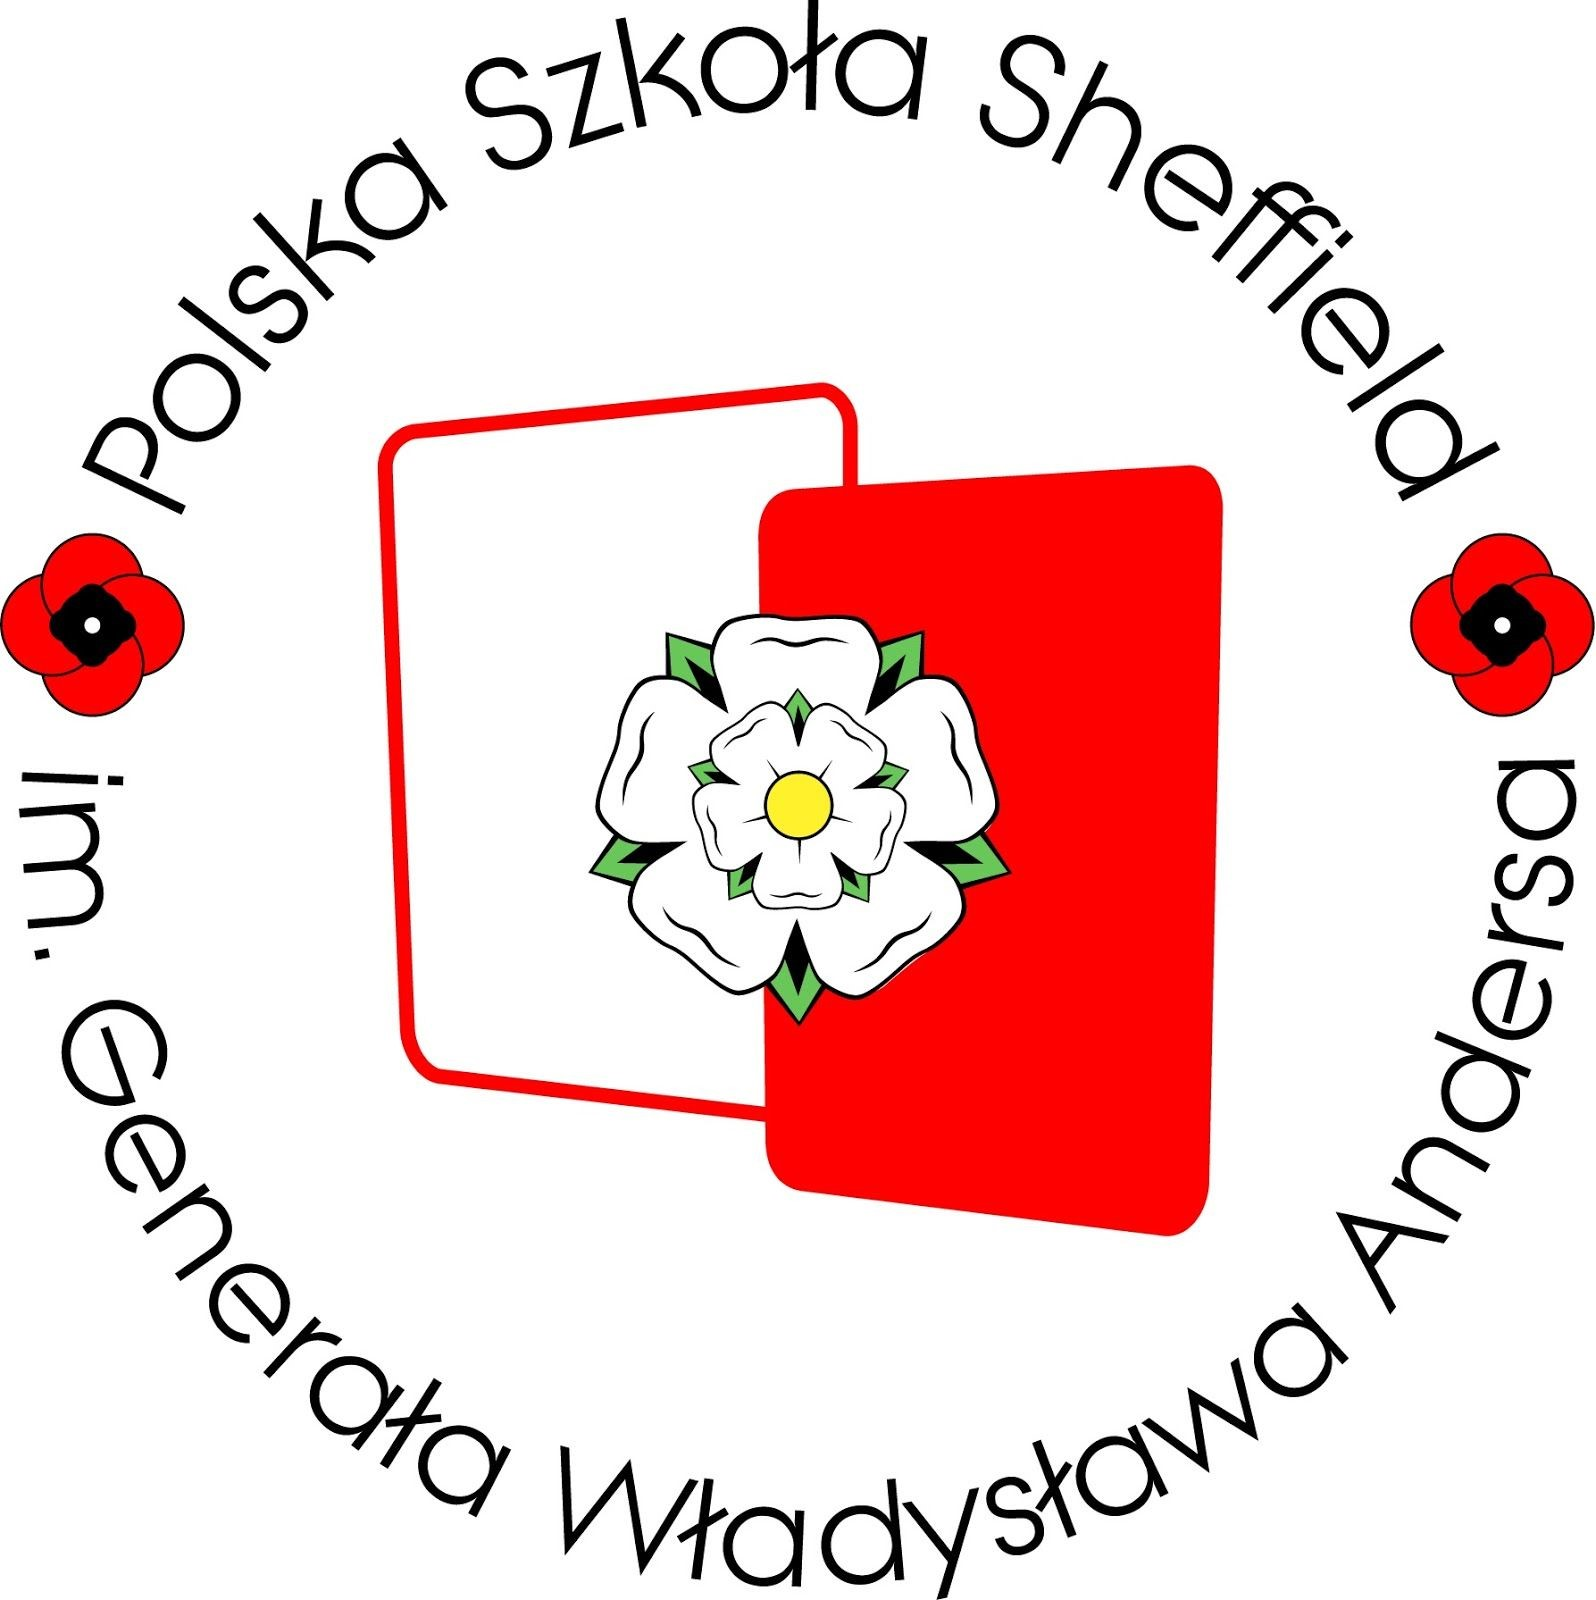 Polska Szkoła Sheffield
im. Generała Władysława Andersa